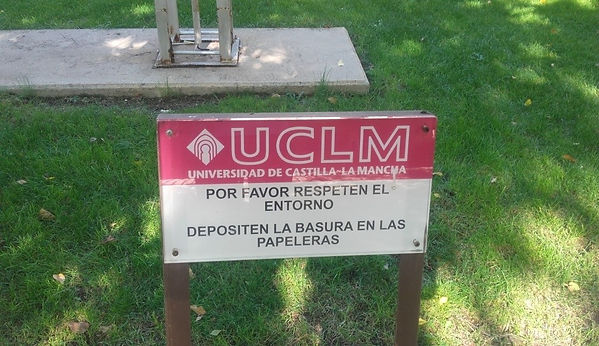 UCLM
UNIVERSIDAD DE CASTILLA-LA MANCHA
POR FAVOR RESPETEN EL
ENTORNO
DEPOSITEN LA BASURA EN LAS
PAPELERAS